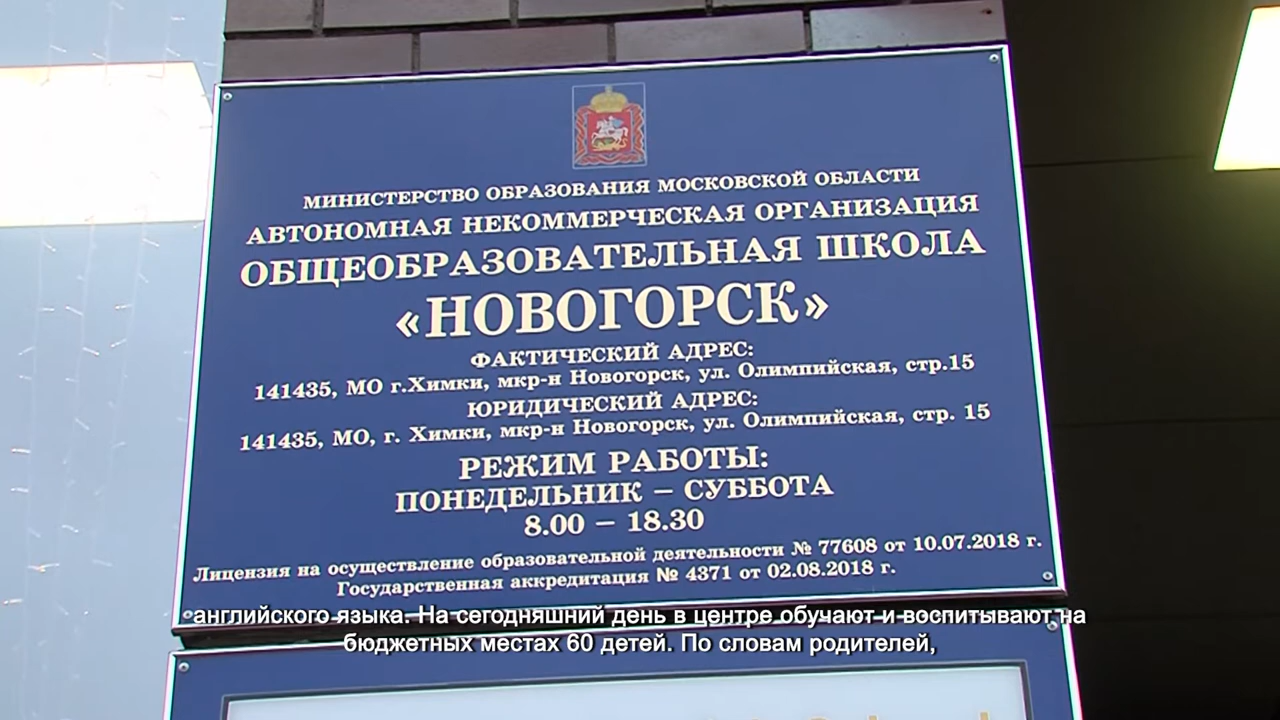 МИНИСТЕРСТВО ОБРАЗОВАНИЯ МОСКОВСКОЙ ОБЛАСТИ
АВТОНОМНАЯ НЕКОММЕРЧЕСКАЯ ОРГАНИЗАЦИЯ
ОБЩЕОБРАЗОВАТЕЛЬНАЯ ШКОЛА
«НОВОГОРСК»
ФАКТИЧЕСКИЙ АДРЕС:
141435, МО г.Химки, мкр-н Новогорск, ул. Олимпийская, стр.15
ЮРИДИЧЕСКИЙ АДРЕС:
141435, МО, г. Химки, мкр-н Новогорск, ул. Олимпийская, стр. 15
РЕЖИМ РАБОТЫ:
ПОНЕДЕЛЬНИК – СУББОТА
8.00 – 18.30
Лицензия на осуществление образовательной деятельности № 77608 от 10.07.2018 г.
Государственная аккредитация № 4371 от 02.08.2018 г.
английского языка. На сегодняшний день в центре обучают и воспитывают на
бюджетных местах 60 детей. По словам родителей,